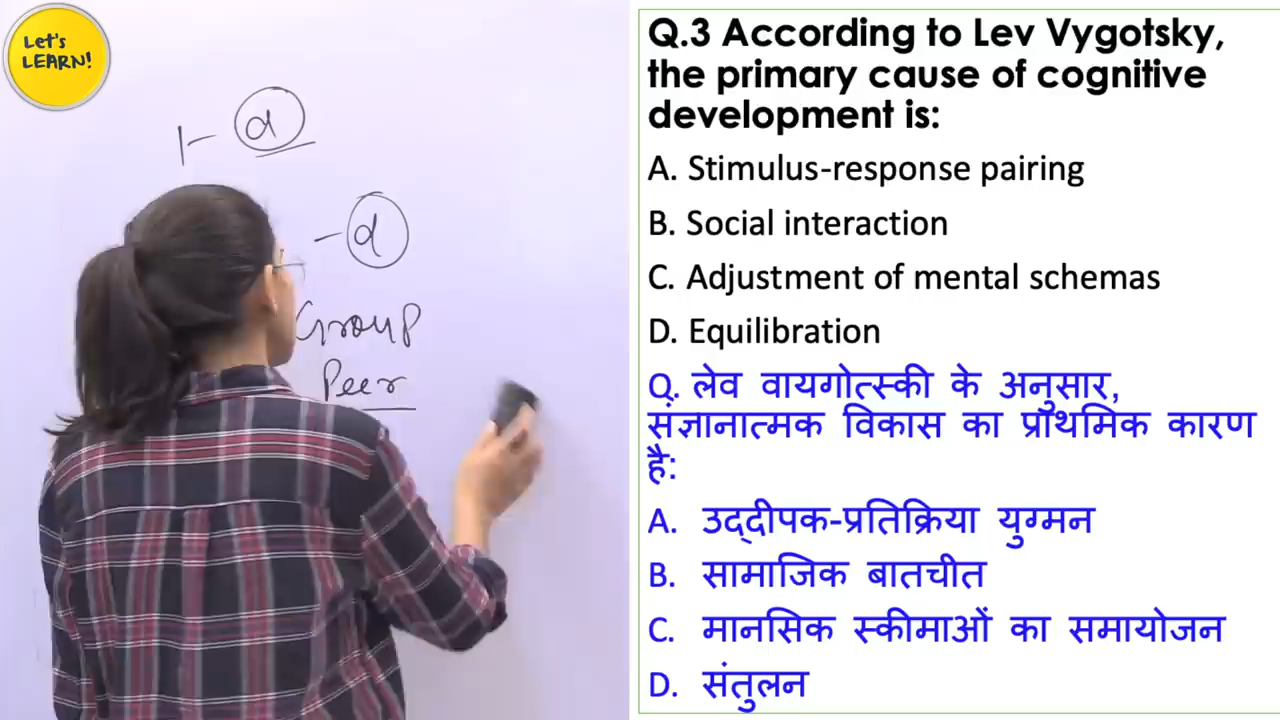 Let's
LEARN!
1- d
- d
Group
Peer
Q.3 According to Lev Vygotsky,
the primary cause of cognitive
development is:
A. Stimulus-response pairing
B. Social interaction
C. Adjustment of mental schemas
D. Equilibration
Q. लेव वायगोत्स्की के अनुसार,
संज्ञानात्मक विकास का प्राथमिक कारण
है:
A. उद्दीपक-प्रतिक्रिया युग्मन
B. सामाजिक बातचीत
C. मानसिक स्कीमाओं का समायोजन
D. संतुलन